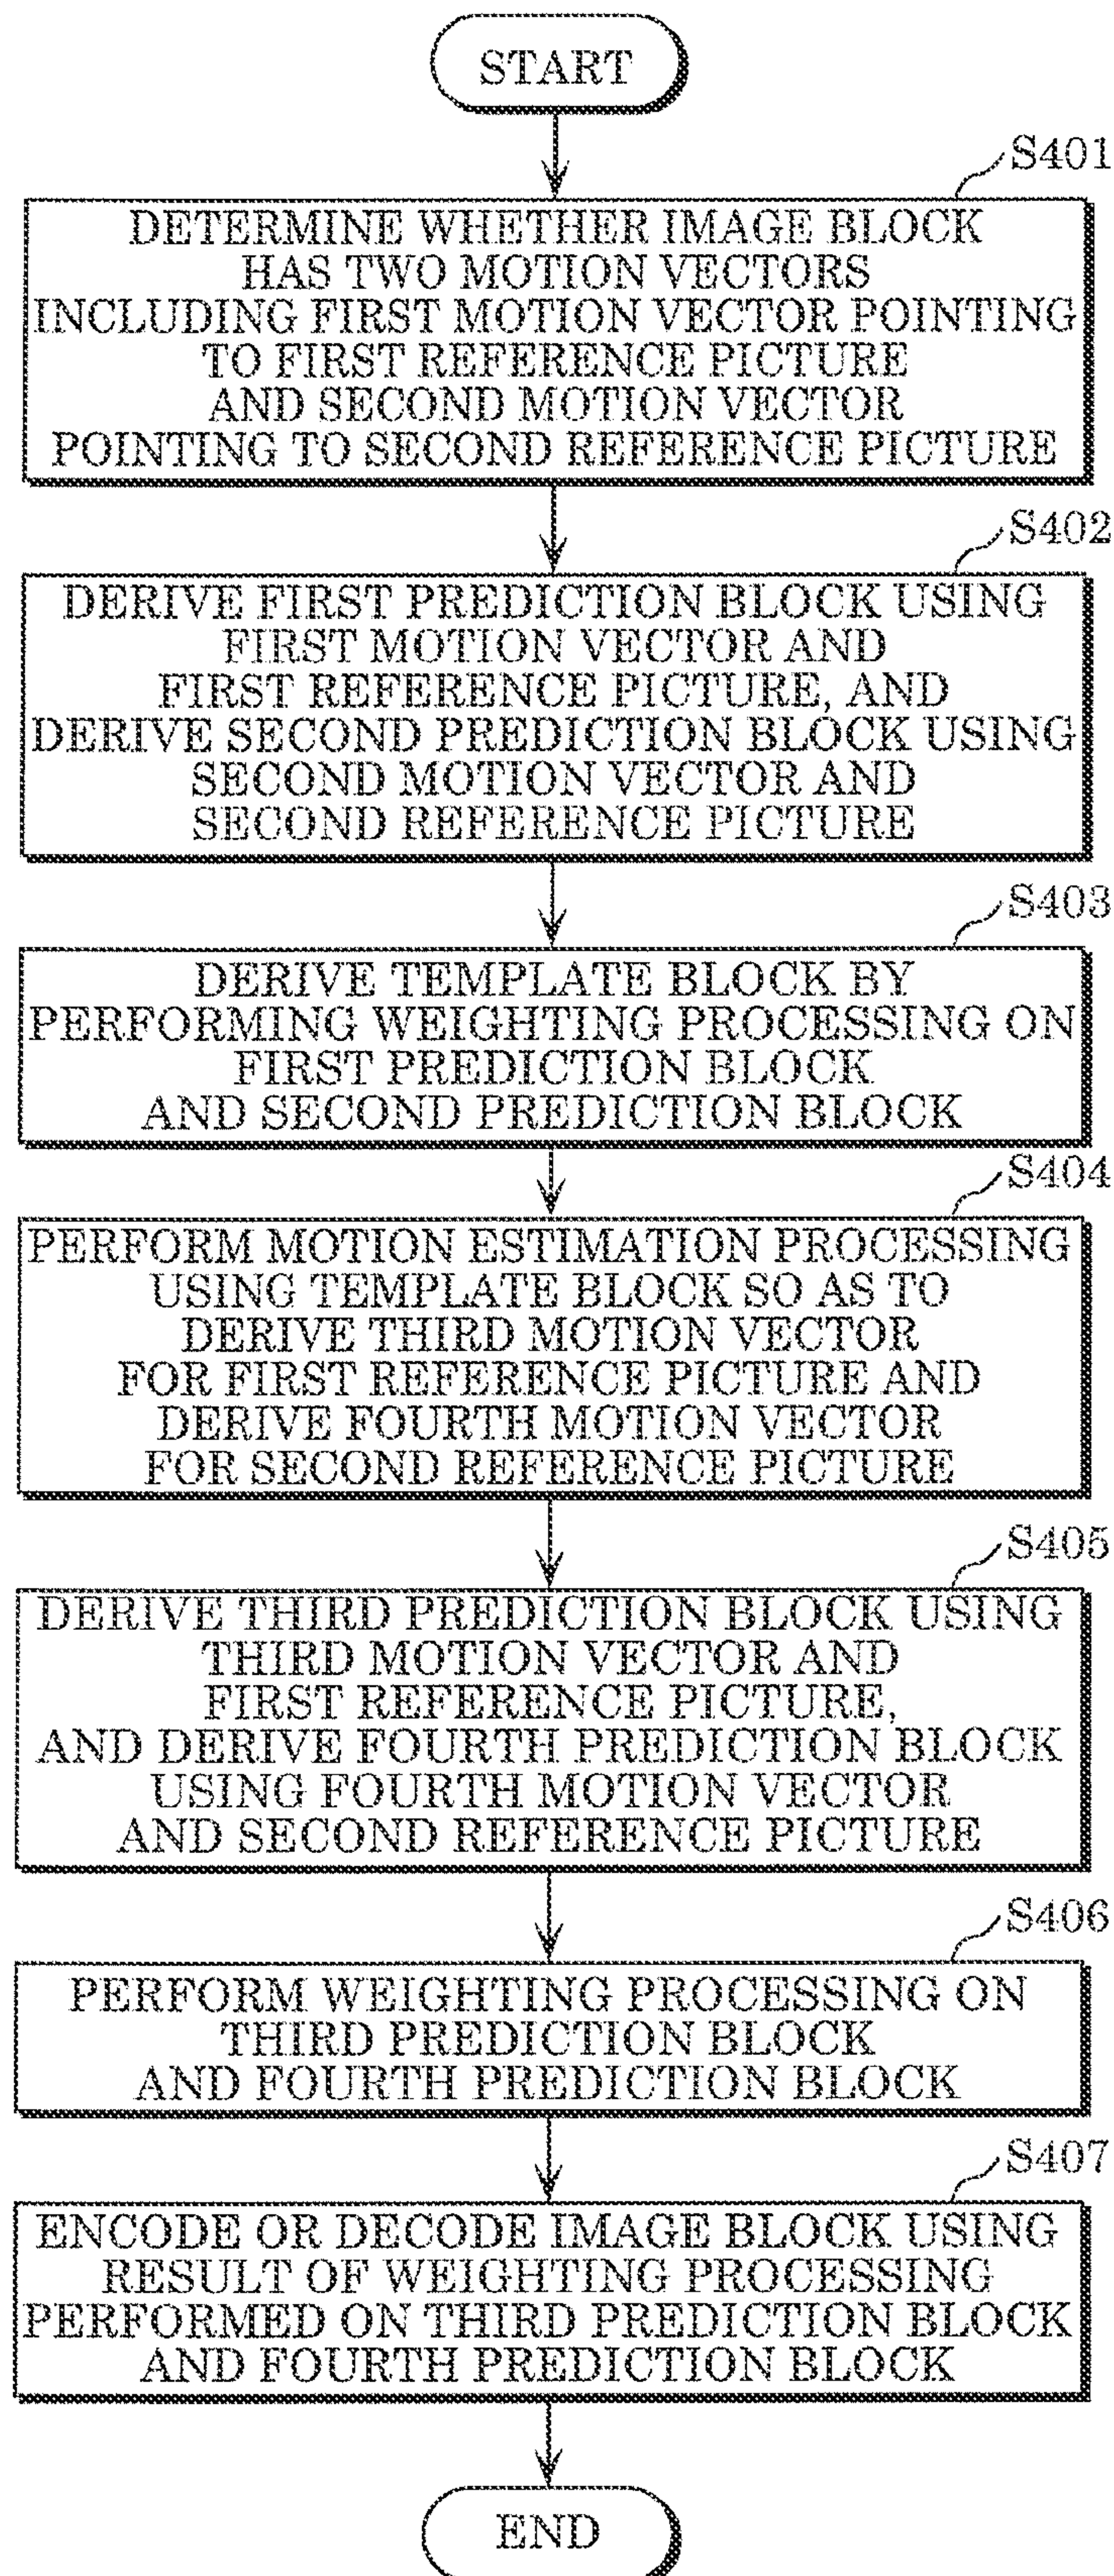 START
S401
DETERMINE WHETHER IMAGE BLOCK
HAS TWO MOTION VECTORS
INCLUDING FIRST MOTION VECTOR POINTING
TO FIRST REFERENCE PICTURE
AND SECOND MOTION VECTOR
POINTING TO SECOND REFERENCE PICTURE
S402
DERIVE FIRST PREDICTION BLOCK USING
FIRST MOTION VECTOR AND
FIRST REFERENCE PICTURE, AND
DERIVE SECOND PREDICTION BLOCK USING
SECOND MOTION VECTOR AND
SECOND REFERENCE PICTURE
S403
DERIVE TEMPLATE BLOCK BY
PERFORMING WEIGHTING PROCESSING ON
FIRST PREDICTION BLOCK
AND SECOND PREDICTION BLOCK
S404
PERFORM MOTION ESTIMATION PROCESSING
USING TEMPLATE BLOCK SO AS TO
DERIVE THIRD MOTION VECTOR
FOR FIRST REFERENCE PICTURE AND
DERIVE FOURTH MOTION VECTOR
FOR SECOND REFERENCE PICTURE
S405
DERIVE THIRD PREDICTION BLOCK USING
THIRD MOTION VECTOR AND
FIRST REFERENCE PICTURE,
AND DERIVE FOURTH PREDICTION BLOCK
USING FOURTH MOTION VECTOR
AND SECOND REFERENCE PICTURE
S406
PERFORM WEIGHTING PROCESSING ON
THIRD PREDICTION BLOCK
AND FOURTH PREDICTION BLOCK
S407
ENCODE OR DECODE IMAGE BLOCK USING
RESULT OF WEIGHTING PROCESSING
PERFORMED ON THIRD PREDICTION BLOCK
AND FOURTH PREDICTION BLOCK
END